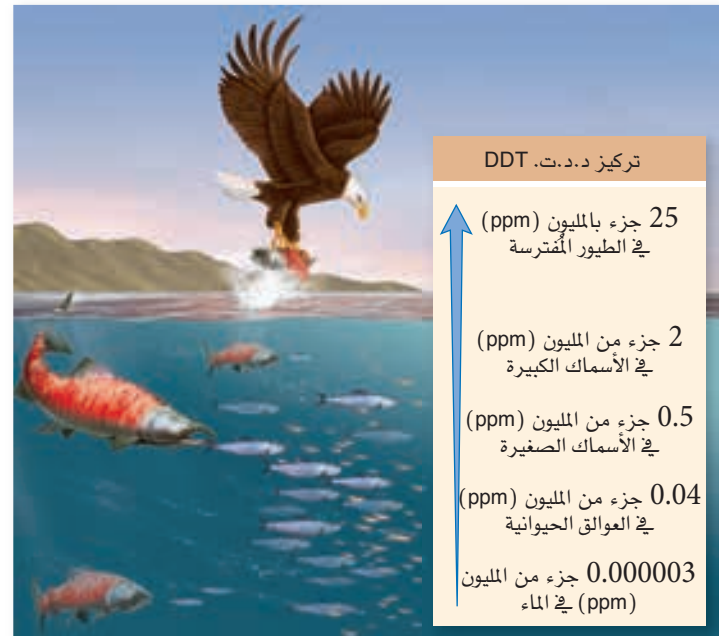 تركيز د.د.ت. DDT
25 جزء بالمليون (ppm)
في الطيور المُفترسة
2 جزء من المليون (ppm)
في الأسماك الكبيرة
0.5 جزء من المليون (ppm)
في الأسماك الصغيرة
0.04 جزء من المليون (ppm)
في العوالق الحيوانية
0.000003 جزء من المليون
(ppm) في الماء